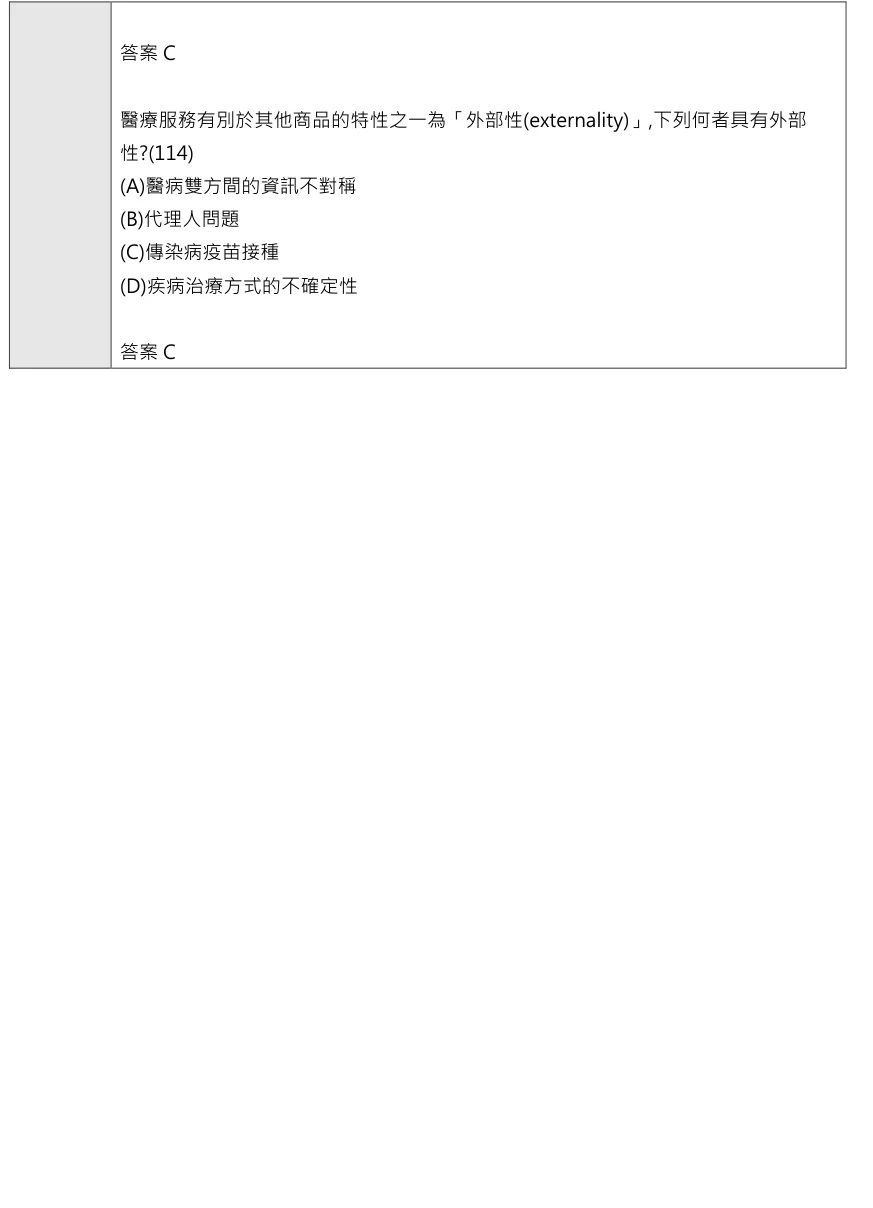 答案 C
醫療服務有別於其他商品的特性之一為「外部性(externality)」,下列何者具有外部
性?(114)
(A)醫病雙方間的資訊不對稱
(B)代理人問題
(C)傳染病疫苗接種
(D)疾病治療方式的不確定性
答案 C